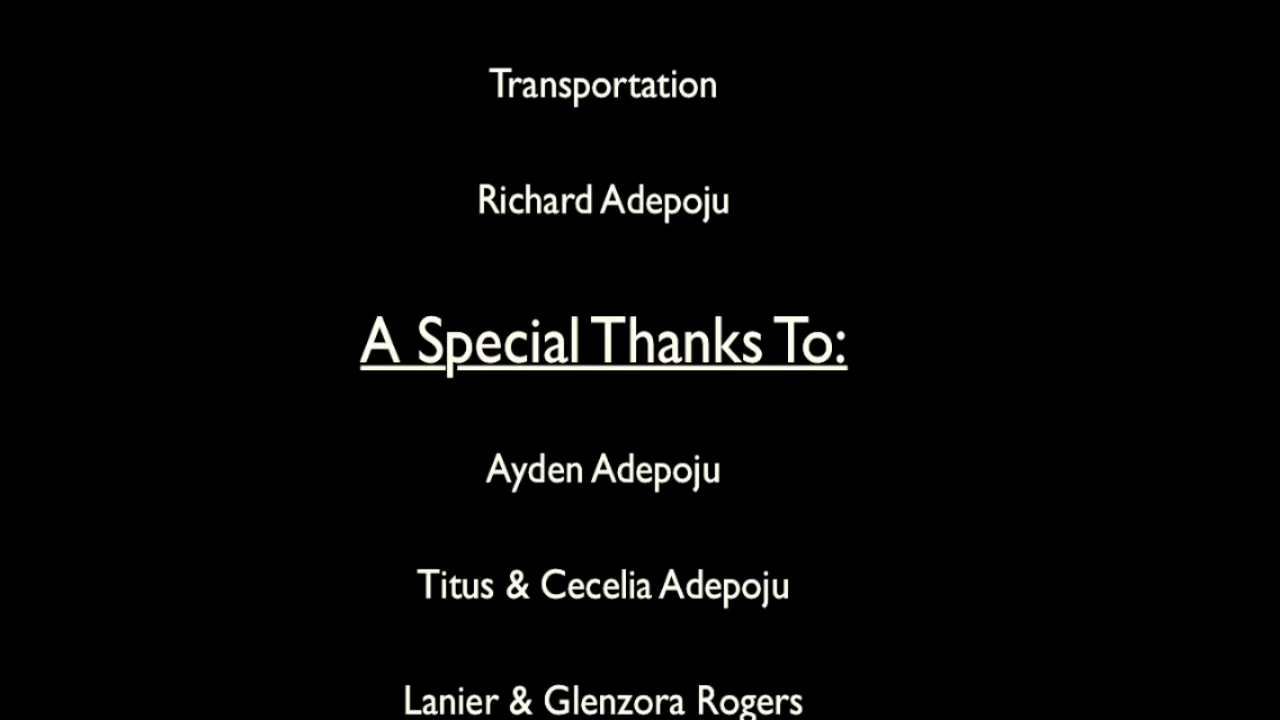 Transportation
Richard Adepoju
A Special Thanks To:
Ayden Adepoju
Titus & Cecelia Adepoju
Lanier & Glenzora Rogers